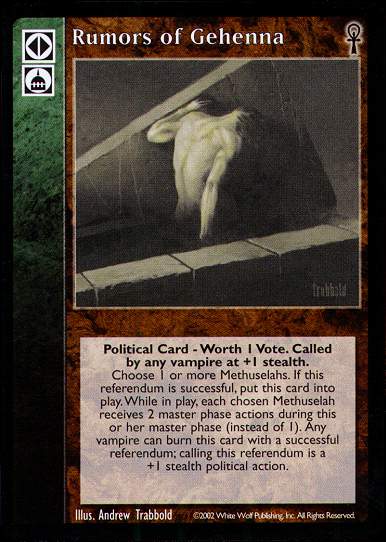 Rumors of Gehenna
Trabbold
Political Card - Worth 1 Vote. Called
by any vampire at +1 stealth.
Choose 1 or more Methuselahs. If this
referendum is successful, put this card into
play. While in play, each chosen Methuselah
receives 2 master phase actions during this
or her master phase (instead of 1). Any
vampire can burn this card with a successful
referendum; calling this referendum is a
+1 stealth political action.
Illus. Andrew Trabbold
©2002 White Wolf Publishing, Inc. All Rights Reserved.